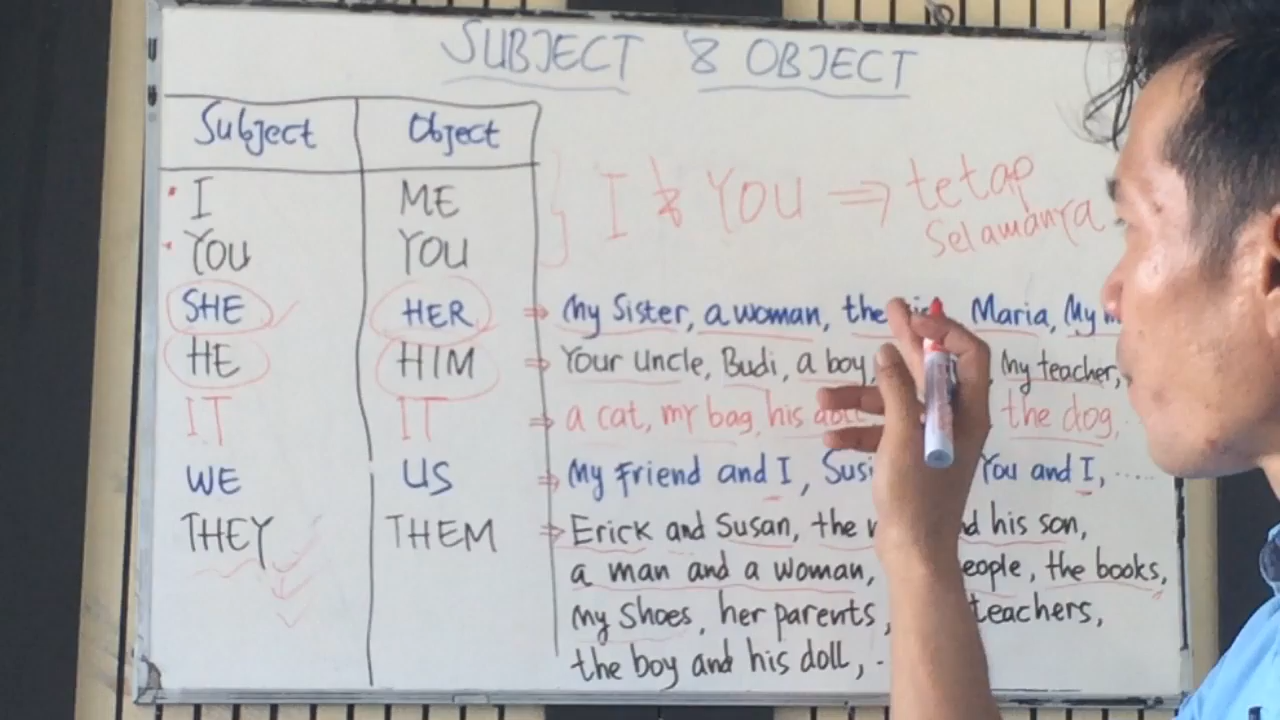 SUBJECT & OBJECT
Subject Object
I ME
YOU YOU
I & YOU ⇒ tetap
Selamanya
SHE HER ⇒ My Sister, a woman, the Maria, My
HE HIM ⇒ Your uncle, Budi, a boy, My teacher,
IT IT ⇒ a cat, my bag, his the dog,
WE US ⇒ My Friend and I, You and I, .....
THEY THEM ⇒ Erick and Susan, the his son,
a man and a woman, the books,
My Shoes, her parents, teachers,
the boy and his doll,